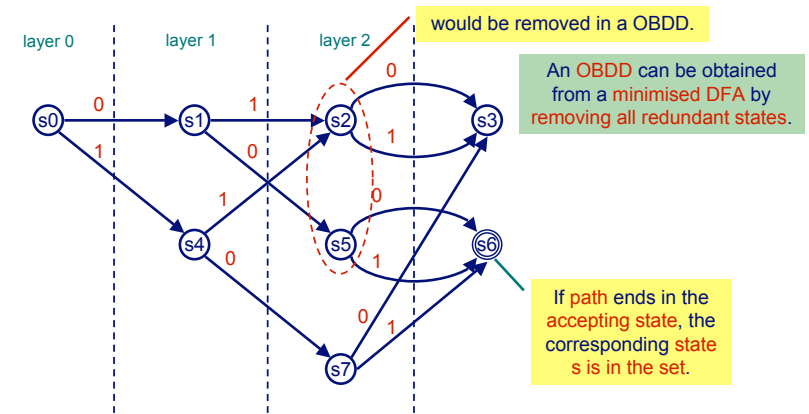 would be removed in a OBDD.
layer 0
layer 1
layer 2
An OBDD can be obtained
from a minimised DFA by
removing all redundant states.
0
0
1
s0
s1
s2
s3
1
0
1
1
0
s4
s5
s6
0
1
0
1
s7
If path ends in the
accepting state, the
corresponding state
s is in the set.